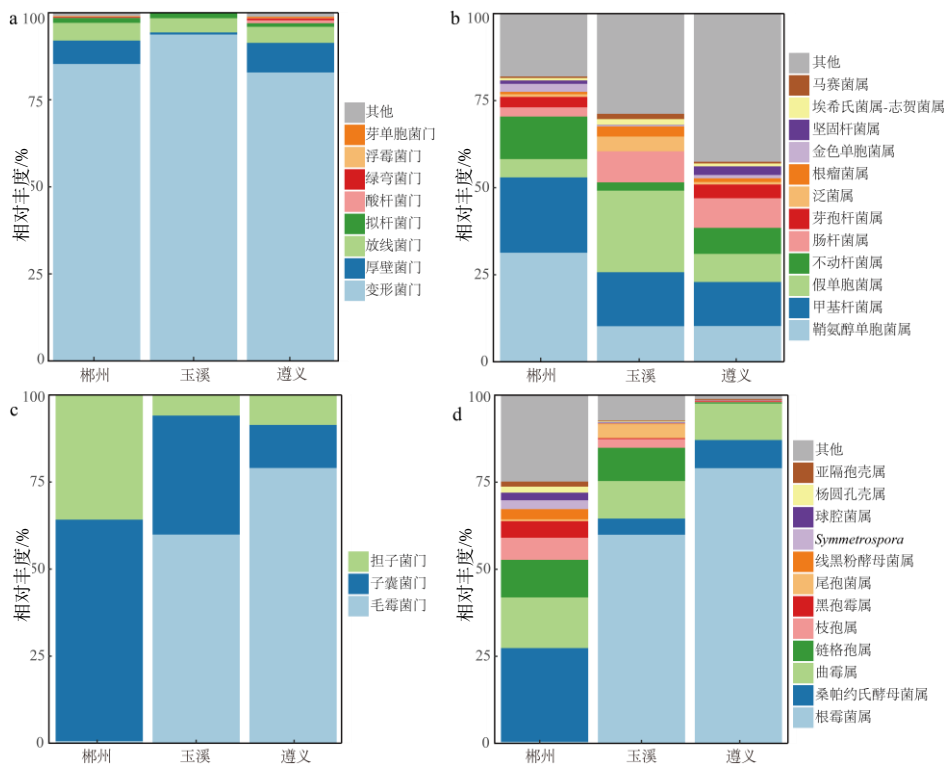 a
100
75
50
25
0
相对丰度/%
郴州
玉溪
遵义
其他
芽单胞菌门
浮霉菌门
绿弯菌门
酸杆菌门
拟杆菌门
放线菌门
厚壁菌门
变形菌门
b
100
75
50
25
0
相对丰度/%
郴州
玉溪
遵义
其他
马赛菌属
埃希氏菌属-志贺菌属
坚固杆菌属
金色单胞菌属
根瘤菌属
泛菌属
芽孢杆菌属
肠杆菌属
不动杆菌属
假单胞菌属
甲基杆菌属
鞘氨醇单胞菌属
c
100
75
50
25
0
相对丰度/%
郴州
玉溪
遵义
担子菌门
子囊菌门
毛霉菌门
d
100
75
50
25
0
相对丰度/%
郴州
玉溪
遵义
其他
亚隔孢壳属
杨圆孔壳属
球腔菌属
Symmetrospora
线黑粉酵母菌属
尾孢菌属
黑孢霉属
枝孢属
链格孢属
曲霉属
桑帕约氏酵母菌属
根霉菌属